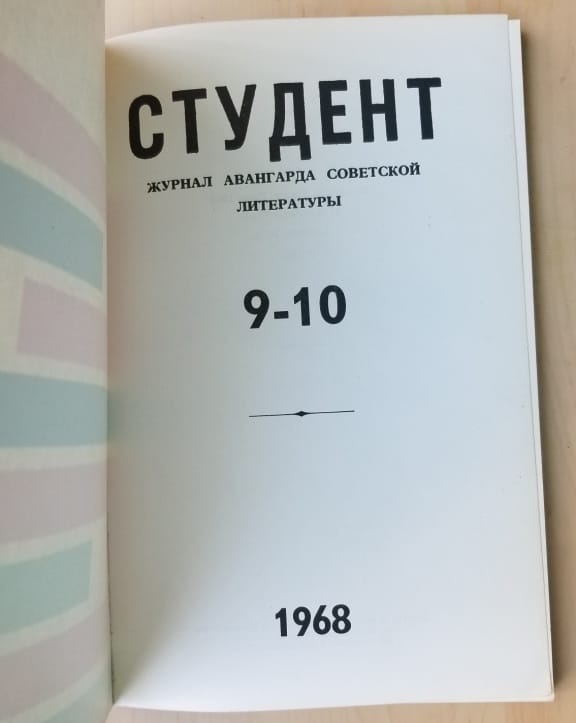 СТУДЕНТ
ЖУРНАЛ АВАНГАРДА СОВЕТСКОЙ
ЛИТЕРАТУРЫ
9-10
1968